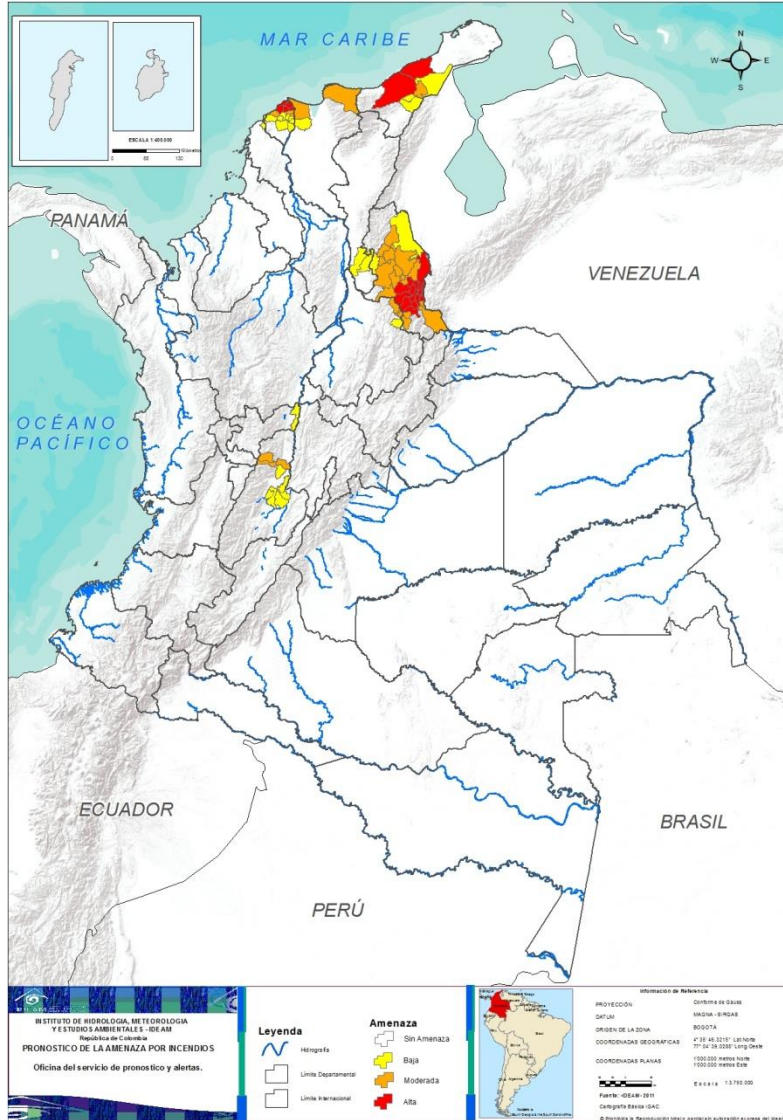 MAR CARIBE
N
W
E
S
ESCALA 1:400.000
PANAMÁ
VENEZUELA
OCÉANO
PACÍFICO
ECUADOR
BRASIL
PERÚ
INSTITUTO DE HIDROLOGIA, METEOROLOGIA
Y ESTUDIOS AMBIENTALES - IDEAM
República de Colombia
PRONOSTICO DE LA AMENAZA POR INCENDIOS
Oficina del servicio de pronostico y alertas.
Leyenda
Hidrografia
Limite Departamental
Limite Internacional
Amenaza
Sin Amenaza
Baja
Moderada
Alta
Información de Referencia
PROYECCIÓN Conforme de Gauss
DATUM MAGNA - SIRGAS
ORIGEN DE LA ZONA BOGOTÁ
COORDENADAS GEOGRÁFICAS
COORDENADAS PLANAS 1'000.000 metros Norte
1'000.000 metros Este
Escara 1:3.750.000
Fuente: IDEAM- 2011
Cartografía Básica IGAC